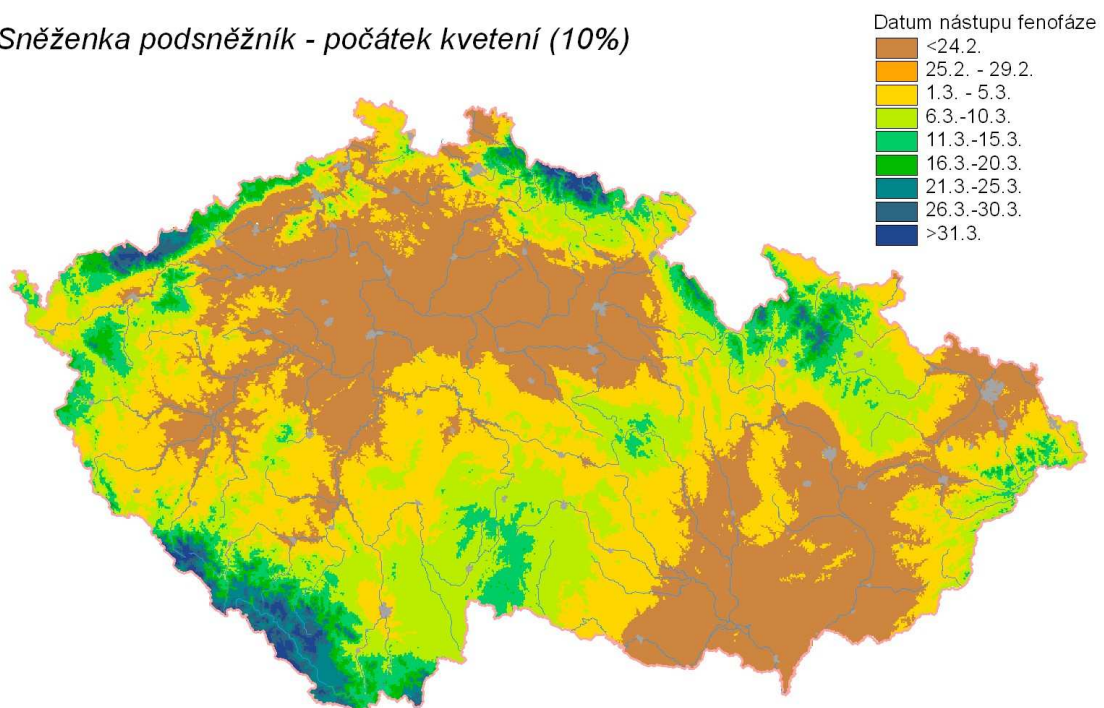 Sněženka podsněžník - počátek kvetení (10%)
Datum nástupu fenofáze
<24.2.
25.2. - 29.2.
1.3. - 5.3.
6.3.-10.3.
11.3.-15.3.
16.3.-20.3.
21.3.-25.3.
26.3.-30.3.
>31.3.